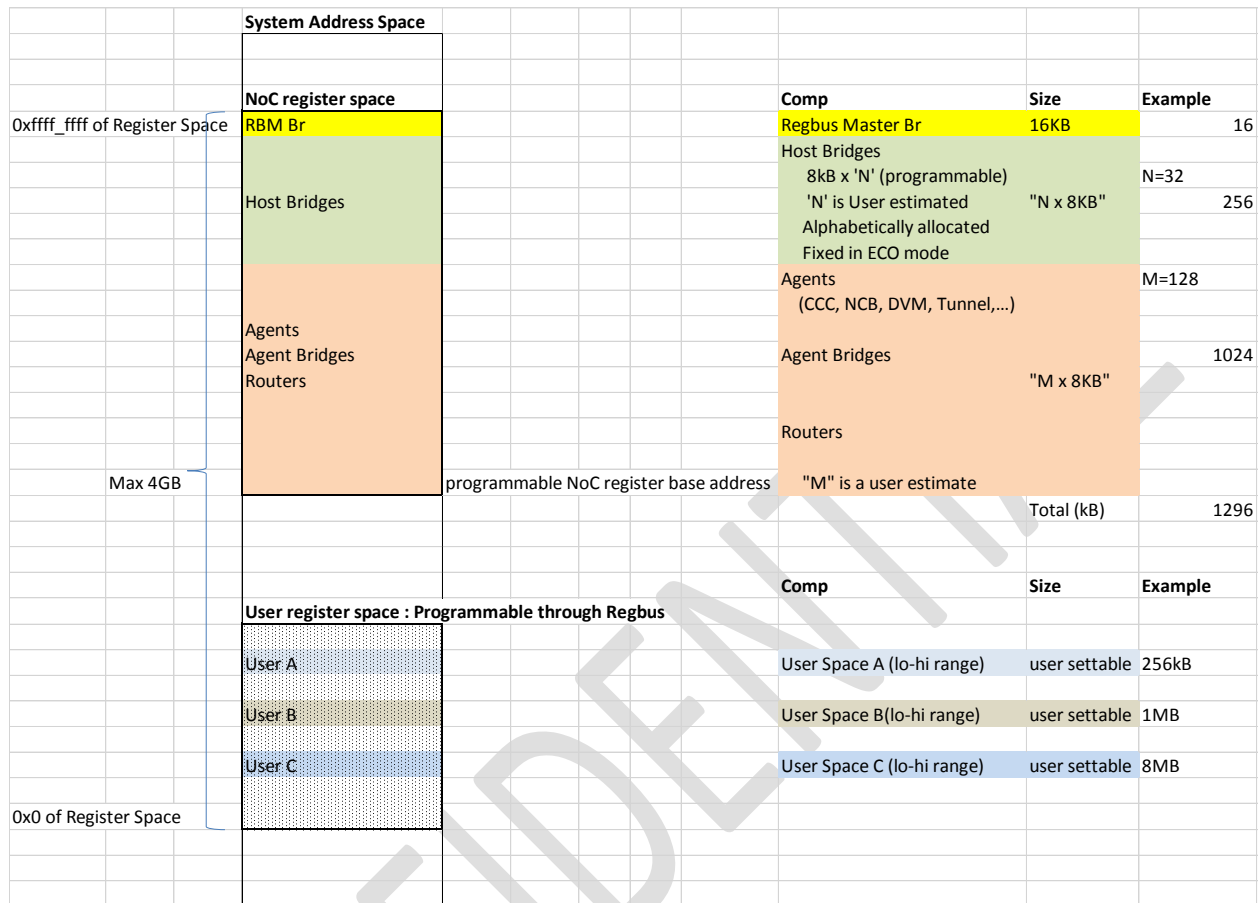 System Address Space
NoC register space Comp Size Example
0xffff_ffff of Register Space RBM Br Regbus Master Br 16KB 16
Host Bridges
8kB x 'N' (programmable) N=32
Host Bridges 'N' is User estimated "N x 8KB" 256
Alphabetically allocated
Fixed in ECO mode
Agents M=128
(CCC, NCB, DVM, Tunnel,...)
Agents
Agent Bridges Agent Bridges 1024
Routers "M x 8KB"
Routers
Max 4GB programmable NoC register base address "M" is a user estimate
Total (kB) 1296
Comp Size Example
User register space : Programmable through Regbus
User A User Space A (lo-hi range) user settable 256kB
User B User Space B(lo-hi range) user settable 1MB
User C User Space C (lo-hi range) user settable 8MB
0x0 of Register Space